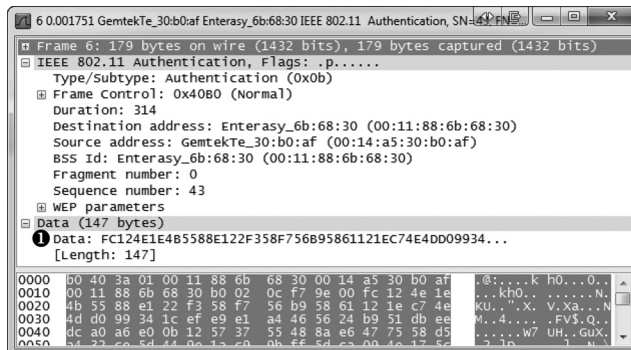 6 0.001751 GemtekTe_30:b0:af Enterasy_6b:68:30 IEEE 802.11 Authentication, SN=43, FN=...
Frame 6: 179 bytes on wire (1432 bits), 179 bytes captured (1432 bits)
IEEE 802.11 Authentication, Flags: .p......
Type/Subtype: Authentication (0x0b)
Frame Control: 0x40B0 (Normal)
Duration: 314
Destination address: Enterasy_6b:68:30 (00:11:88:6b:68:30)
Source address: GemtekTe_30:b0:af (00:14:a5:30:b0:af)
BSS Id: Enterasy_6b:68:30 (00:11:88:6b:68:30)
Fragment number: 0
Sequence number: 43
WEP parameters
Data (147 bytes)
1 Data: FC124E1E4B5588E122F358F756B95861121EC74E4DD09934...
[Length: 147]
0000 b0 40 3a 01 00 11 88 6b 68 30 00 14 a5 30 b0 af .@:....k h0...0..
0010 00 11 88 6b 68 30 b0 02 0c f7 9e 00 fc 12 4e 1e ...kh0.. ......N.
0020 4b 55 88 e1 22 f3 58 f7 56 b9 58 61 12 1e c7 4e KU..".X. V.Xa...N
0030 4d d0 99 34 1c ef e9 e1 a4 46 56 24 b9 51 db ee M..4.... .FV$.Q..
0040 dc a0 a6 e0 0b 12 57 37 55 48 8a e6 47 75 58 d5 ......W7 UH..GuX.